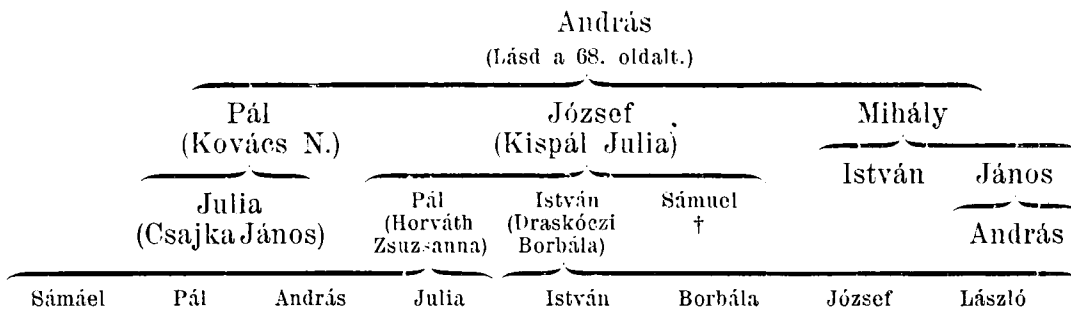 András
(Lásd a 68. oldalt.)
Pál József Mihály
(Kovács N.) (Kispál Julia)
István János
Julia Pál István Sámuel
(Csajka János) (Horváth Zsuzsanna) (Draskóczi Borbála) †
András
Sámáel Pál András Julia István Borbála József László